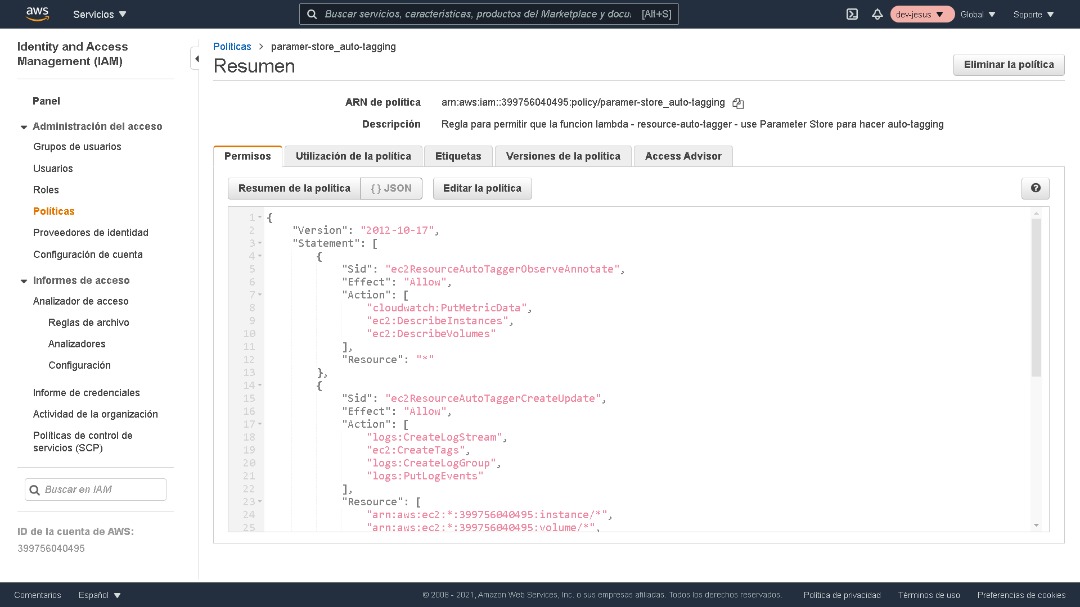 aws
Servicios
Buscar servicios, características, productos del Marketplace y docu. [Alt+S]
dev-jesus
Global
Soporte
Identity and Access
Management (IAM)
Panel
Administración del acceso
Grupos de usuarios
Usuarios
Roles
Políticas
Proveedores de identidad
Configuración de cuenta
Informes de acceso
Analizador de acceso
Reglas de archivo
Analizadores
Configuración
Informe de credenciales
Actividad de la organización
Políticas de control de
servicios (SCP)
Buscar en IAM
ID de la cuenta de AWS:
399756040495
Políticas > paramer-store_auto-tagging
Resumen
Eliminar la política
ARN de política arn:aws:iam::399756040495:policy/paramer-store_auto-tagging
Descripción Regla para permitir que la funcion lambda - resource-auto-tagger - use Parameter Store para hacer auto-tagging
Permisos Utilización de la política Etiquetas Versiones de la política Access Advisor
Resumen de la política { } JSON Editar la política
1 {
2 "Version": "2012-10-17",
3 "Statement": [
4 {
5 "Sid": "ec2ResourceAutoTaggerObserveAnnotate",
6 "Effect": "Allow",
7 "Action": [
8 "cloudwatch:PutMetricData",
9 "ec2:DescribeInstances",
10 "ec2:DescribeVolumes"
11 ],
12 "Resource": "*"
13 },
14 {
15 "Sid": "ec2ResourceAutoTaggerCreateUpdate",
16 "Effect": "Allow",
17 "Action": [
18 "logs:CreateLogStream",
19 "ec2:CreateTags",
20 "logs:CreateLogGroup",
21 "logs:PutLogEvents"
22 ],
23 "Resource": [
24 "arn:aws:ec2:*:399756040495:instance/*",
25 "arn:aws:ec2:*:399756040495:volume/*",
Comentarios Español © 2008 - 2021, Amazon Web Services, Inc. o sus empresas afiliadas. Todos los derechos reservados. Política de privacidad Términos de uso Preferencias de cookies